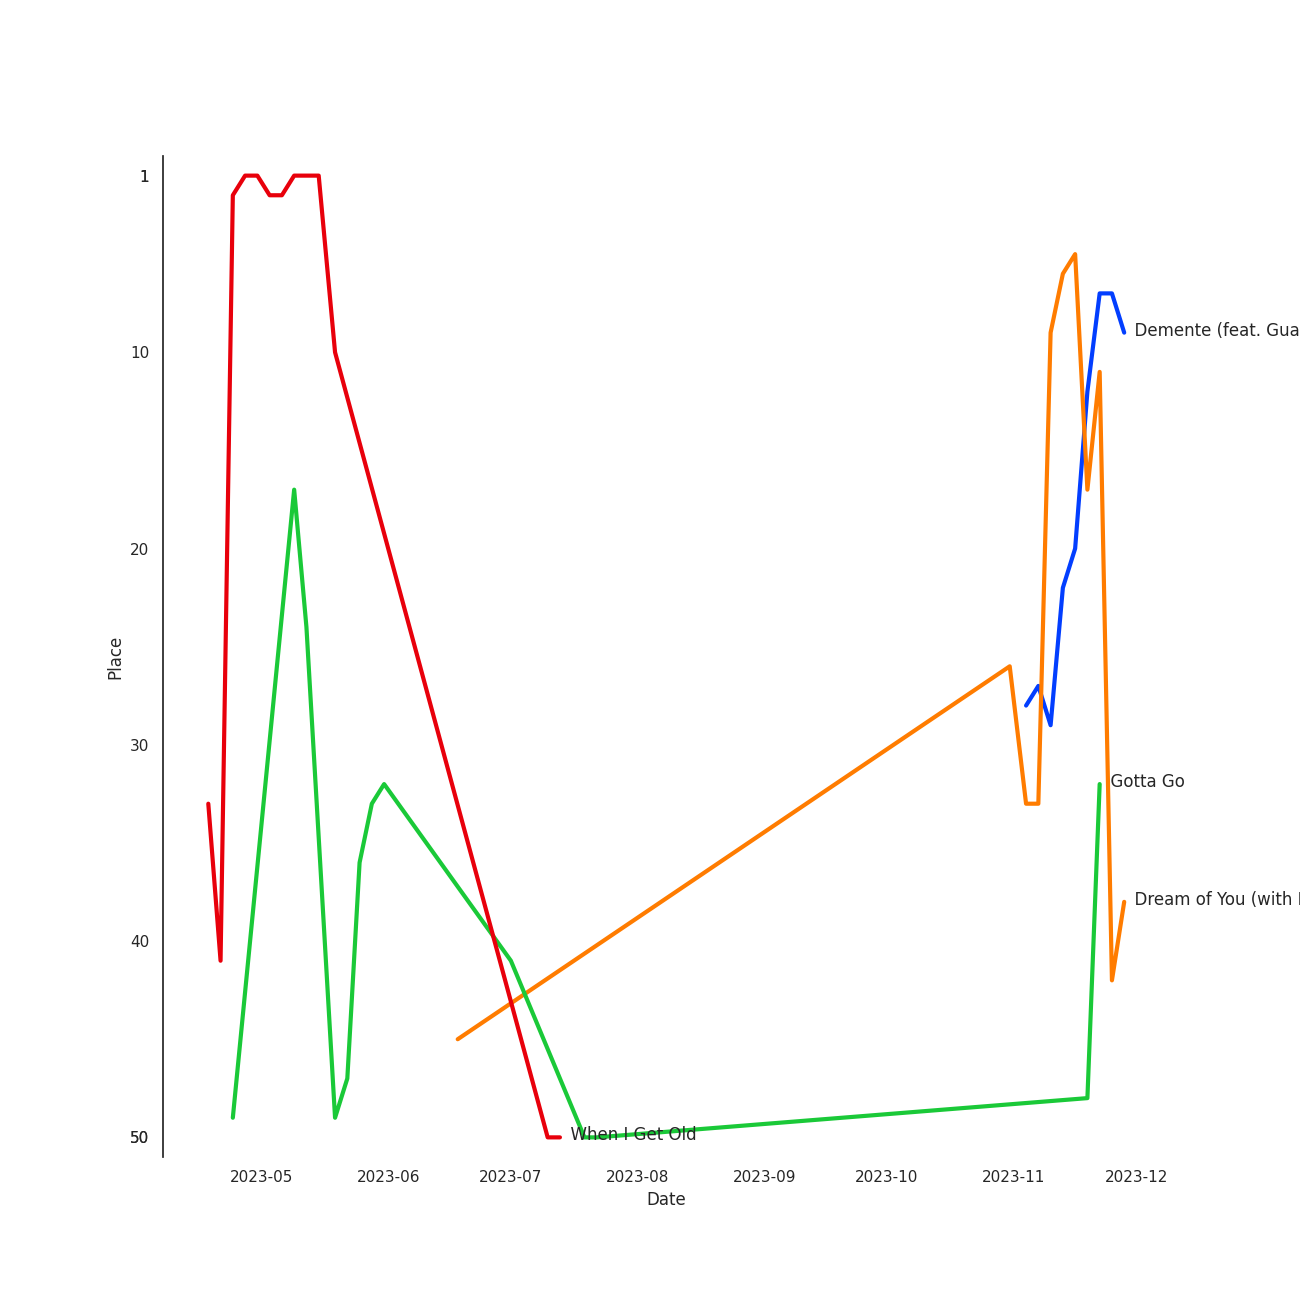 1
10
Demente (feat. Gua
20
30
Place
Gotta Go
Dream of You (with
40
50
When I Get Old
2023-05 2023-06 2023-07 2023-08 2023-09 2023-10 2023-11 2023-12
Date